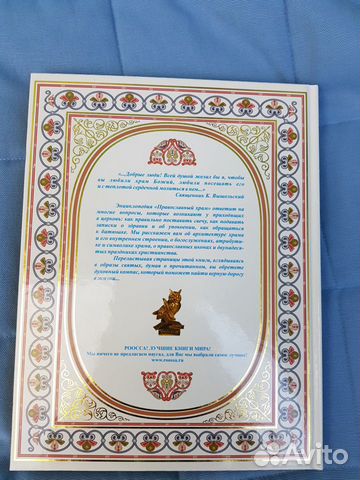 «...Добрые люди! Всей душой желал бы я, чтобы
вы любили храм Божий, любили посещать его
и с теплотой сердечной молиться в нем...»
Священник К. Вышельский
Энциклопедия «Православный храм» ответит на
многие вопросы, которые возникают у приходящих
в церковь: как правильно поставить свечу, как подать
записки о здравии и об упокоении, как обращаться
к батюшке. Мы расскажем вам об архитектуре храма
и его внутреннем строении, о богослужениях, атрибути-
ке и символике храма, о православных иконах и двунадеся-
тых праздниках христианства.
Перелистывая страницы этой книги, вглядываясь
в образы святых, думая о прочитанном, вы обретете
духовный компас, который поможет найти верную дорогу
в жизни...
РООССА! ЛУЧШИЕ КНИГИ МИРА!
Мы ничего не предлагаем наугад, для Вас мы выбрали самое лучшее!
www.roossa.ru
Avito